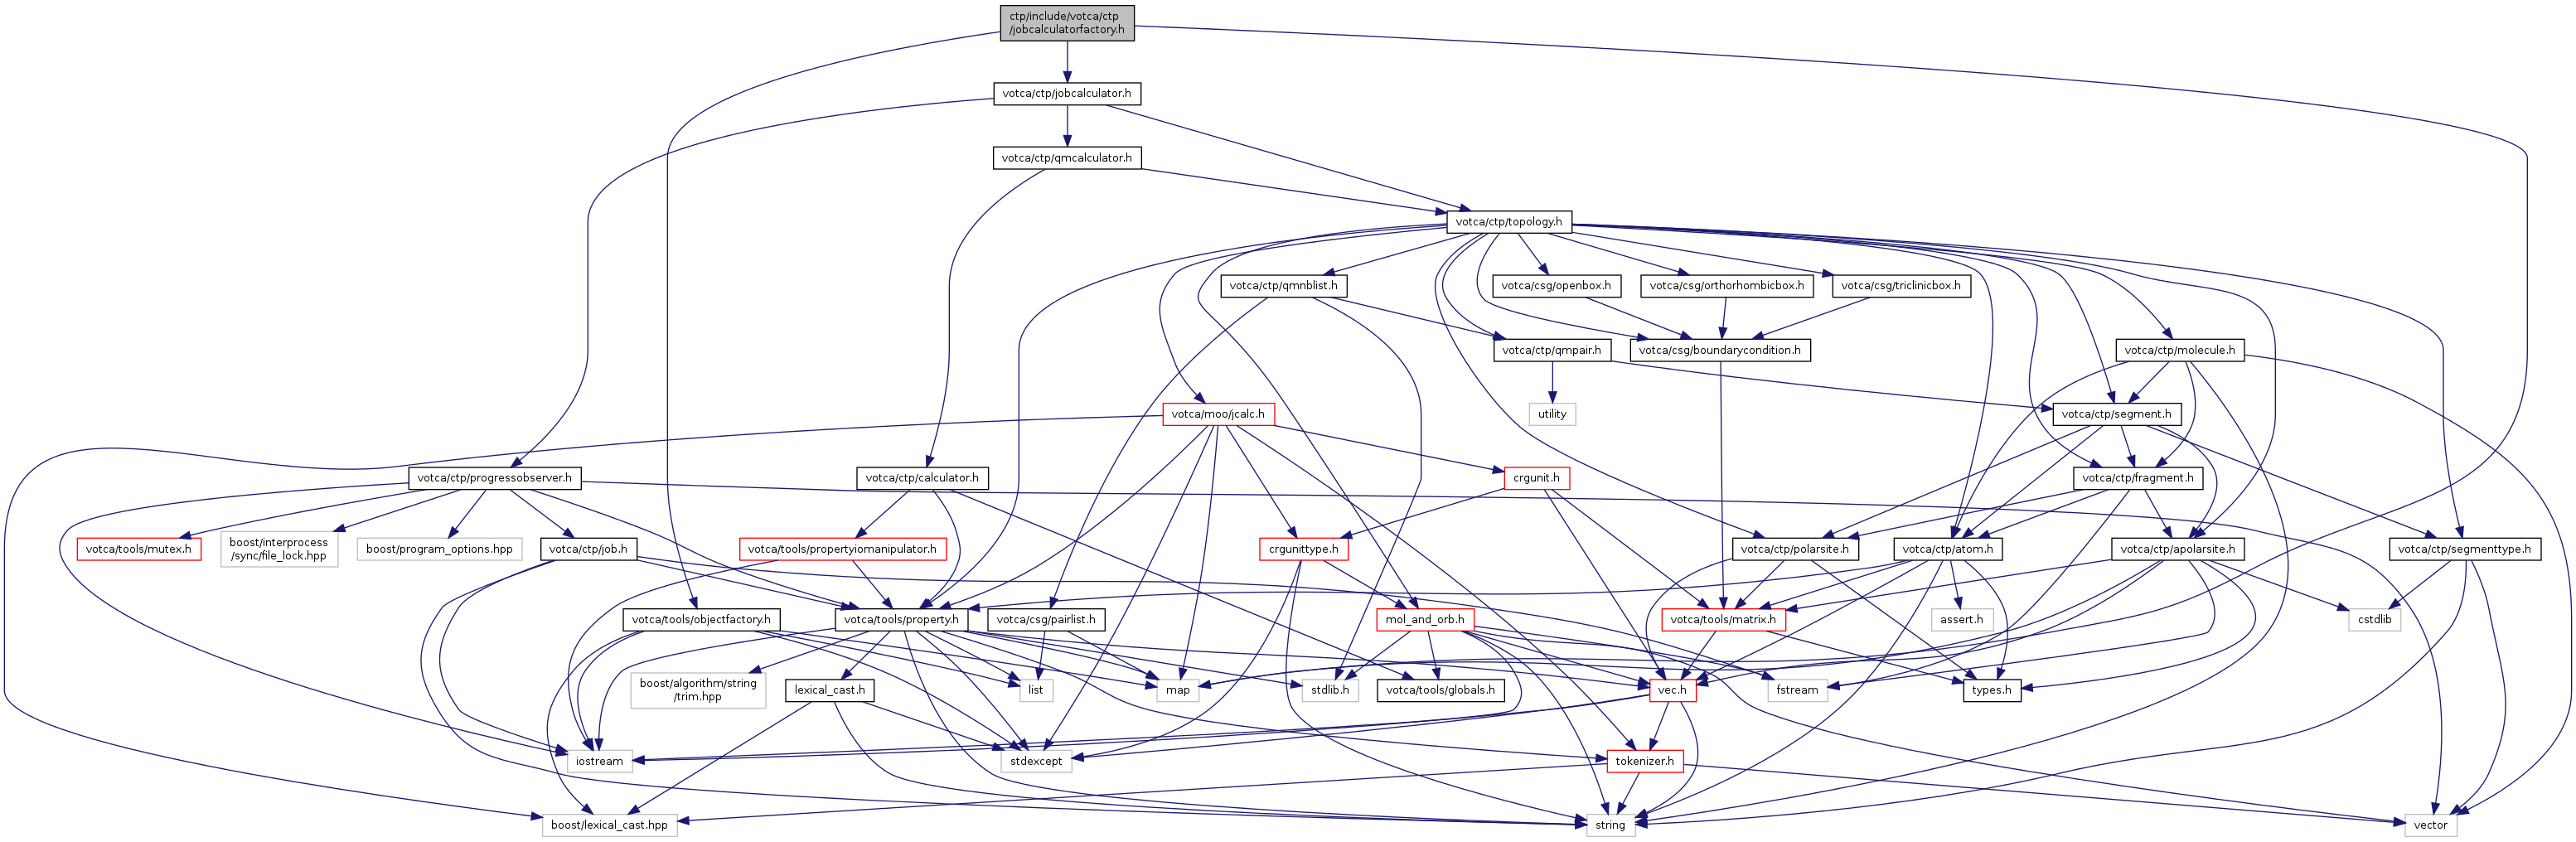 ctp/include/votca/ctp
/jobcalculatorfactory.h
votca/ctp/jobcalculator.h
votca/ctp/qmcalculator.h
votca/ctp/topology.h
votca/ctp/qmnblist.h
votca/csg/openbox.h
votca/csg/orthorhombicbox.h
votca/csg/triclinicbox.h
votca/ctp/qmpair.h
votca/csg/boundarycondition.h
votca/ctp/molecule.h
votca/moo/jcalc.h
utility
votca/ctp/segment.h
votca/ctp/progressobserver.h
votca/ctp/calculator.h
crgunit.h
votca/ctp/fragment.h
votca/tools/mutex.h
boost/interprocess
/sync/file_lock.hpp
boost/program_options.hpp
votca/ctp/job.h
votca/tools/propertyiomanipulator.h
crgunittype.h
votca/ctp/polarsite.h
votca/ctp/atom.h
votca/ctp/apolarsite.h
votca/ctp/segmenttype.h
votca/tools/objectfactory.h
votca/tools/property.h
votca/csg/pairlist.h
mol_and_orb.h
votca/tools/matrix.h
assert.h
cstdlib
boost/algorithm/string
/trim.hpp
lexical_cast.h
list
map
stdlib.h
votca/tools/globals.h
vec.h
fstream
types.h
iostream
stdexcept
tokenizer.h
boost/lexical_cast.hpp
string
vector